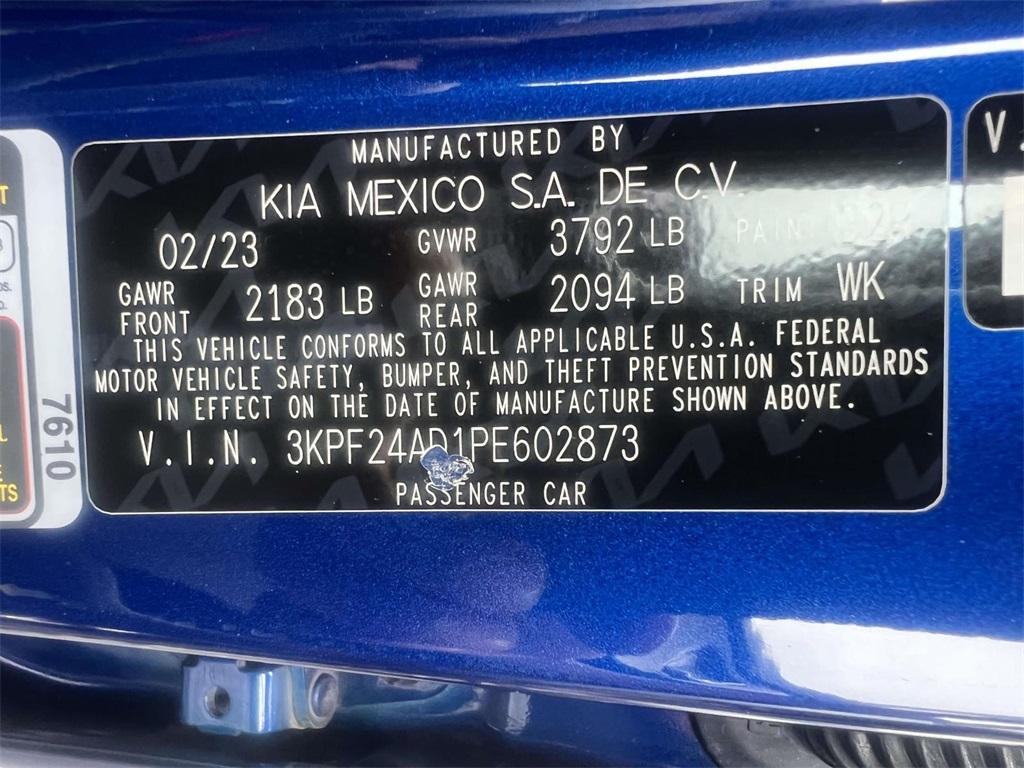 MANUFACTURED BY
KIA MEXICO S.A. DE C.V.
02/23 GVWR 3792 LB PAINT
GAWR FRONT 2183 LB GAWR REAR 2094 LB TRIM WK
THIS VEHICLE CONFORMS TO ALL APPLICABLE U.S.A. FEDERAL
MOTOR VEHICLE SAFETY, BUMPER, AND THEFT PREVENTION STANDARDS
IN EFFECT ON THE DATE OF MANUFACTURE SHOWN ABOVE.
V.I.N. 3KPF24AD1PE602873
PASSENGER CAR
7610